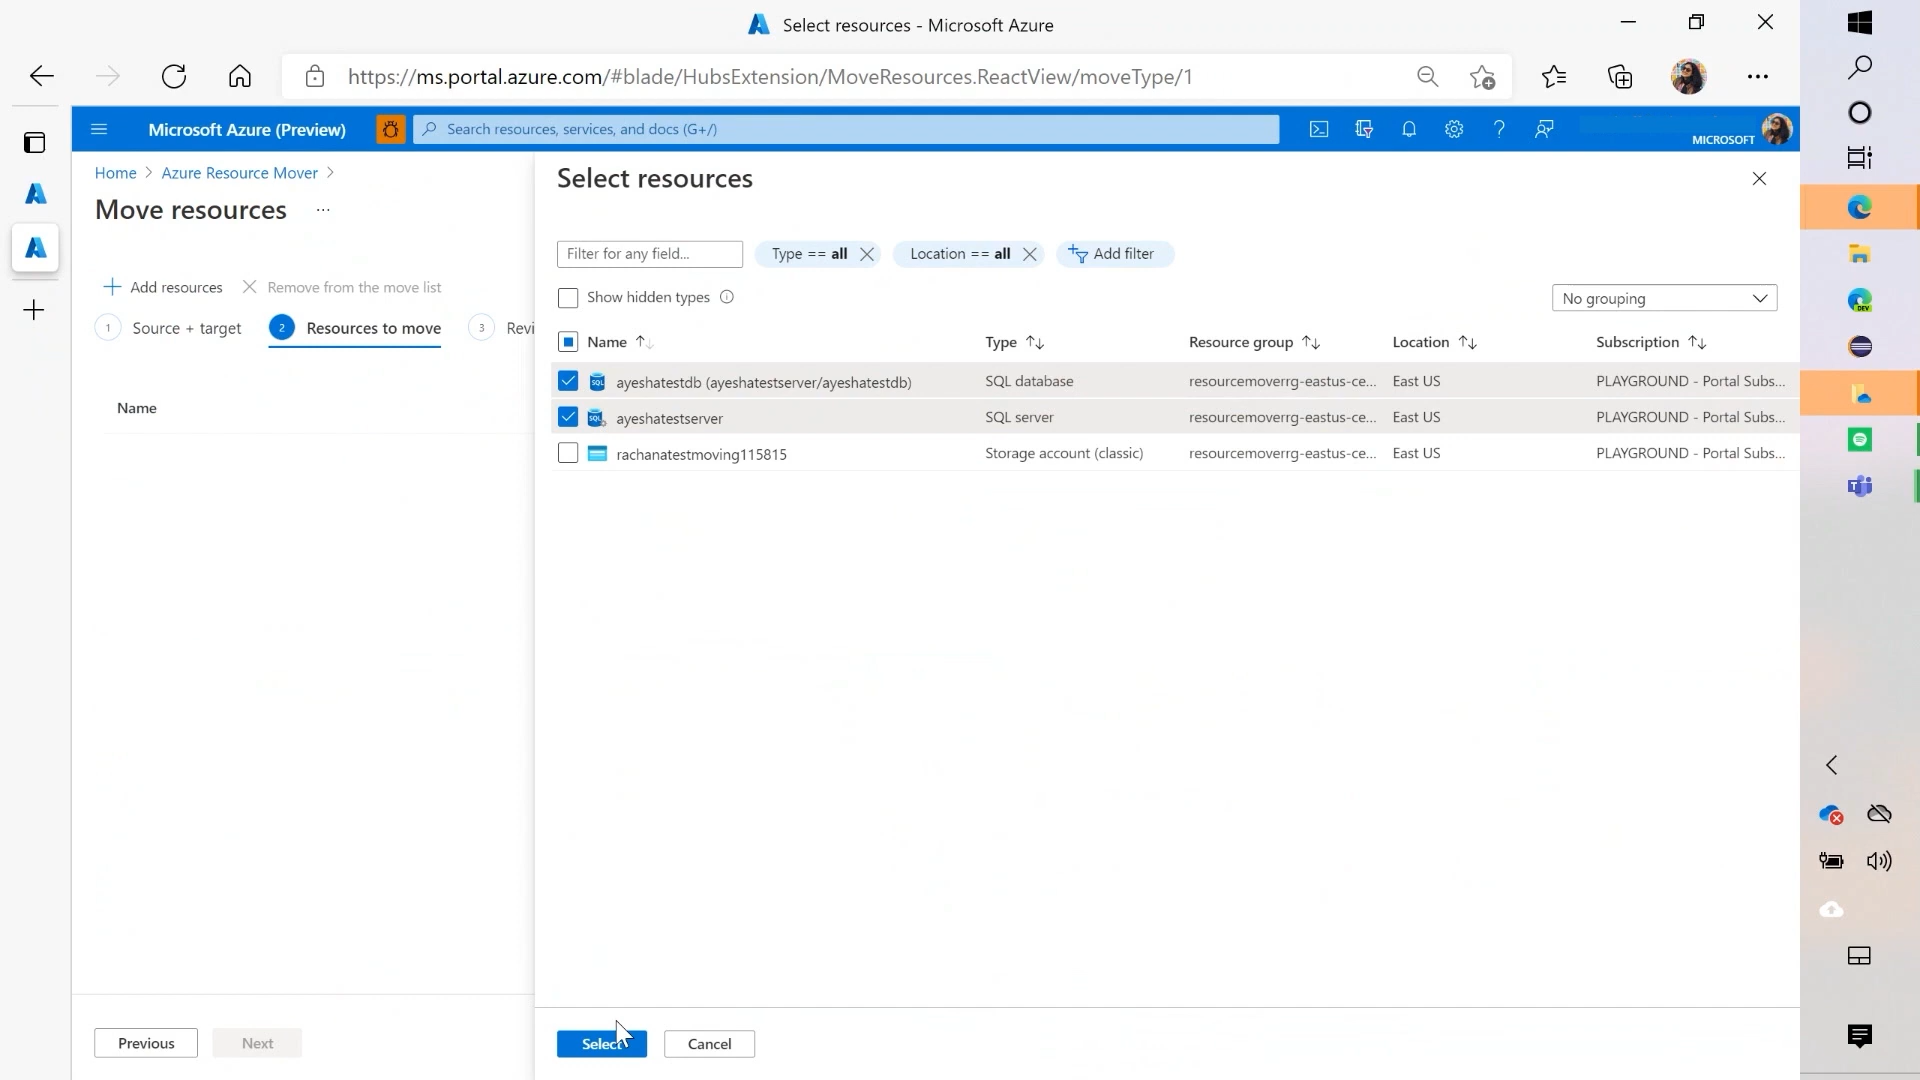 Select resources - Microsoft Azure
https://ms.portal.azure.com/#blade/HubsExtension/MoveResources.ReactView/moveType/1
Microsoft Azure (Preview)
Search resources, services, and docs (G+/)
MICROSOFT
Home > Azure Resource Mover >
Move resources ...
Add resources
Remove from the move list
1 Source + target
2 Resources to move
3 Revi
Name
Previous
Next
Select resources
Filter for any field...
Type == all
Location == all
Add filter
Show hidden types
No grouping
Name Type Resource group Location Subscription
ayeshatestdb (ayeshatestserver/ayeshatestdb) SQL database resourcemoverrg-eastus-ce... East US PLAYGROUND - Portal Subs...
ayeshatestserver SQL server resourcemoverrg-eastus-ce... East US PLAYGROUND - Portal Subs...
rachanatestmoving115815 Storage account (classic) resourcemoverrg-eastus-ce... East US PLAYGROUND - Portal Subs...
Select
Cancel